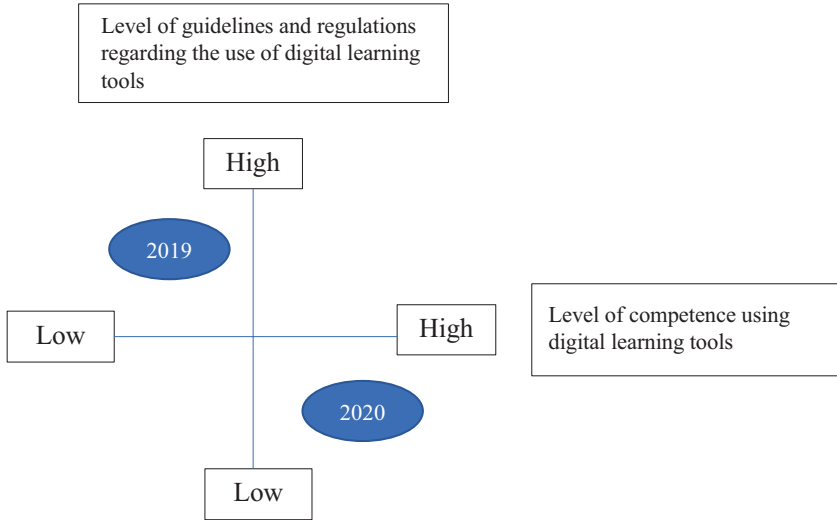 Level of guidelines and regulations
regarding the use of digital learning
tools
High
2019
Low
High
Level of competence using
digital learning tools
2020
Low